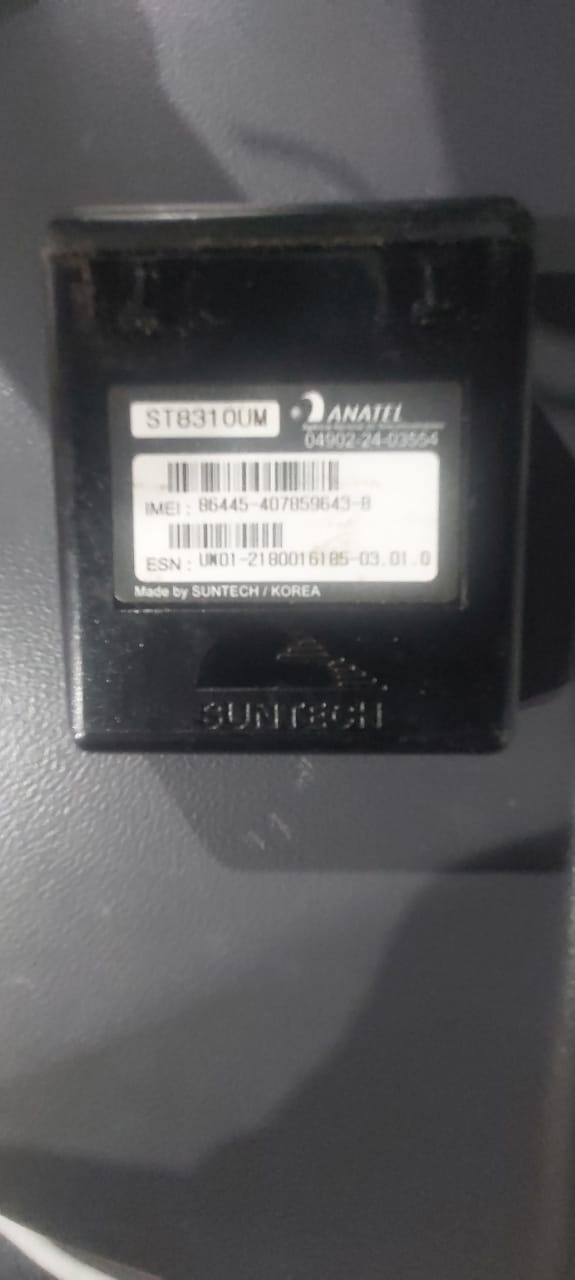 ST8310UM
ANATEL
04902-24-03554
IMEI : 86445-407859643-8
ESN : UM01-2180016185-03.01.0
Made by SUNTECH / KOREA
SUNTECH